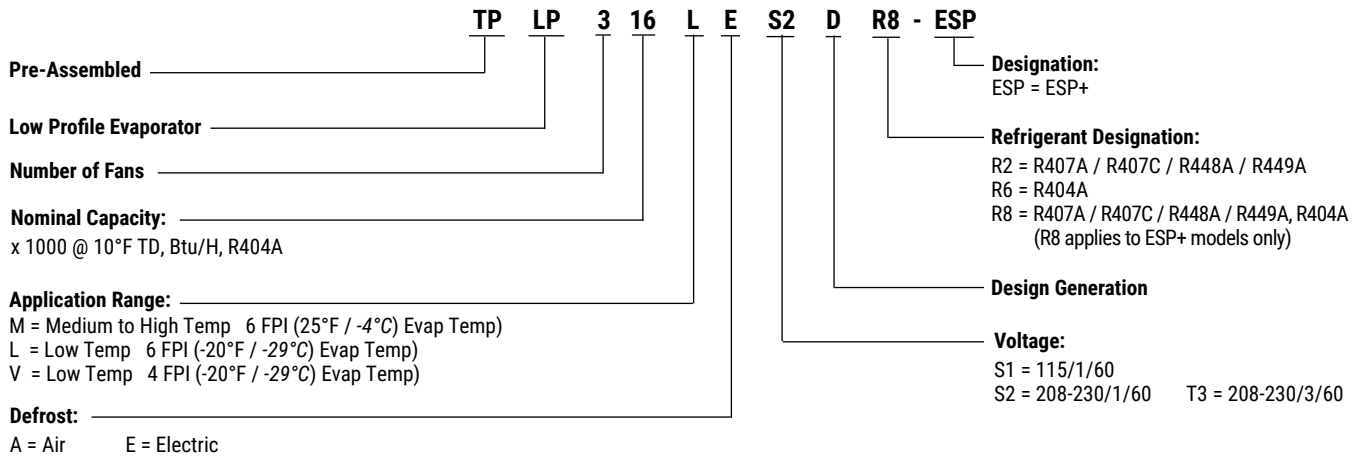 TP LP 3 16 L E S2 D R8 - ESP
Pre-Assembled
Low Profile Evaporator
Number of Fans
Nominal Capacity:
x 1000 @ 10°F TD, Btu/H, R404A
Application Range:
M = Medium to High Temp 6 FPI (25°F / -4°C) Evap Temp)
L = Low Temp 6 FPI (-20°F / -29°C) Evap Temp)
V = Low Temp 4 FPI (-20°F / -29°C) Evap Temp)
Defrost:
A = Air E = Electric
Designation:
ESP = ESP+
Refrigerant Designation:
R2 = R407A / R407C / R448A / R449A
R6 = R404A
R8 = R407A / R407C / R448A / R449A, R404A
(R8 applies to ESP+ models only)
Design Generation
Voltage:
S1 = 115/1/60
S2 = 208-230/1/60 T3 = 208-230/3/60